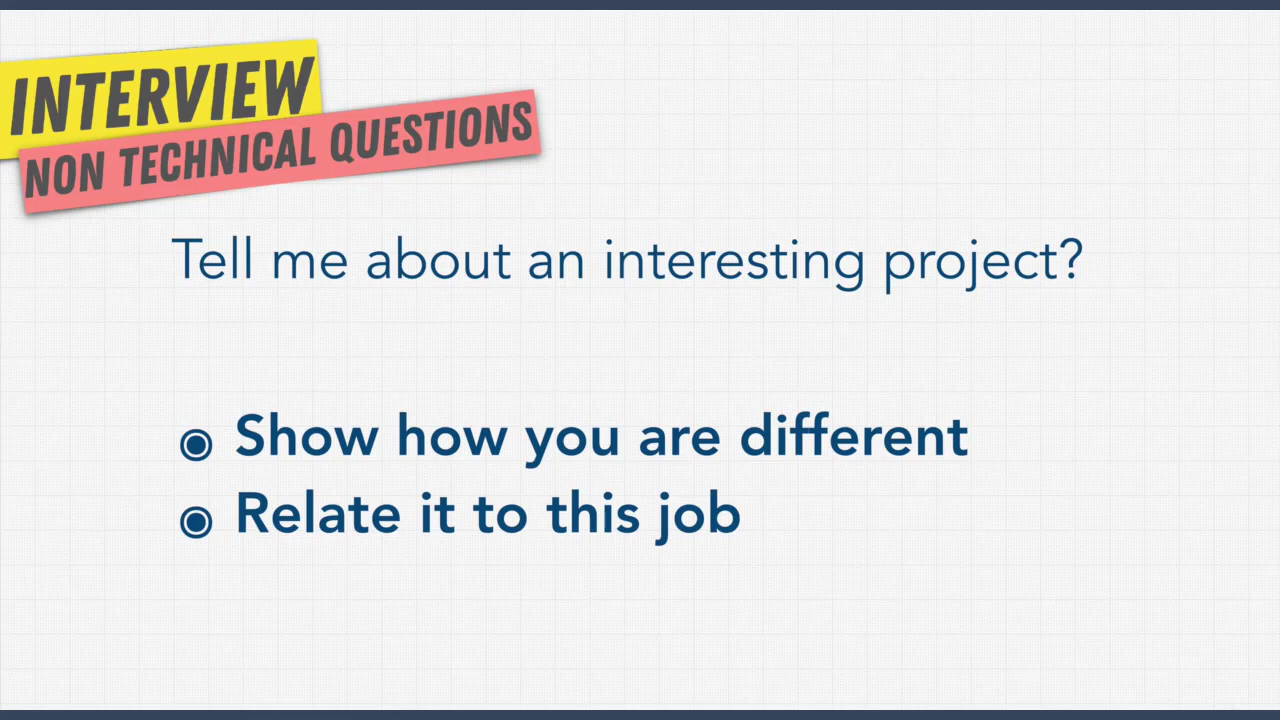 INTERVIEW
NON TECHNICAL QUESTIONS
Tell me about an interesting project?
Show how you are different
Relate it to this job